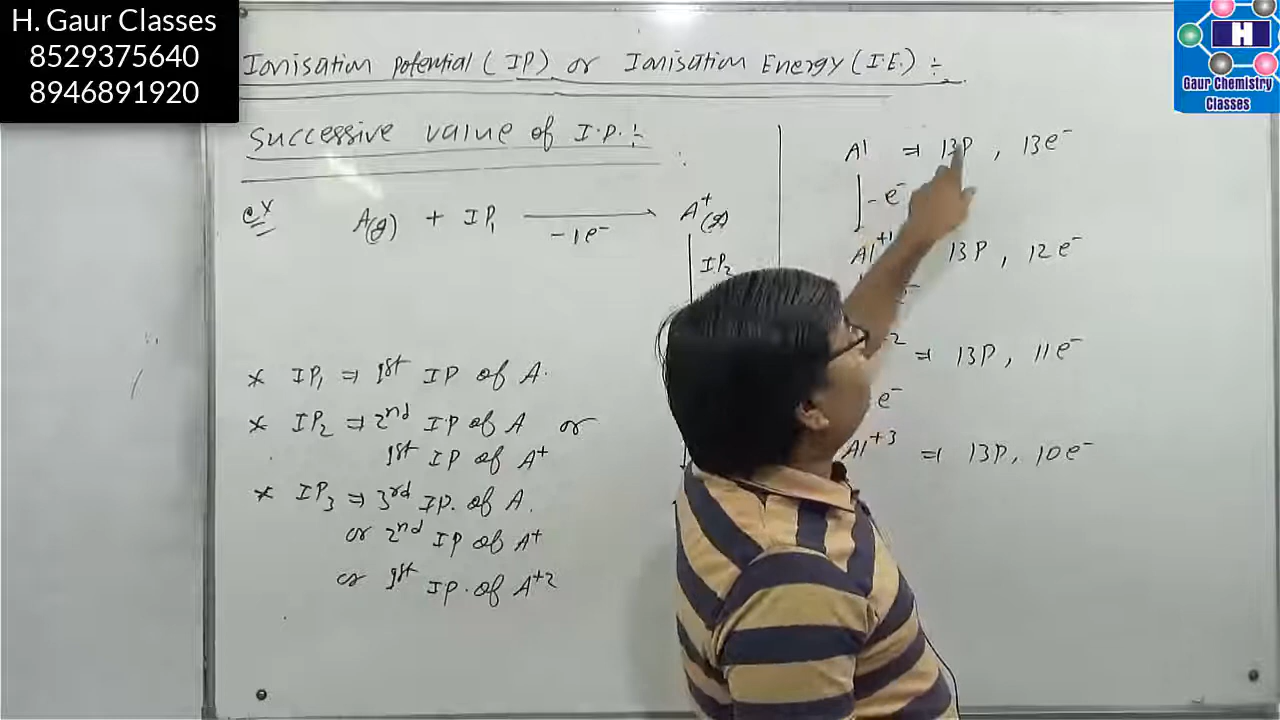 H. Gaur Classes
8529375640
8946891920
H
Gaur Chemistry
Classes
Ionisation potential (IP) or Ionisation Energy (I.E.) :-
Successive value of I.P. :-
ex A(g) + IP₁ → A⁺(g)
-1e⁻
IP₂
* IP₁ ⇒ 1st IP of A.
* IP₂ ⇒ 2nd I.P of A or
1st IP of A⁺
* IP₃ ⇒ 3rd IP. of A.
or 2nd IP of A⁺
or 1st IP. of A⁺²
Al ⇒ 13P, 13e⁻
-e⁻
Al⁺¹ 13P, 12e⁻
⁺² ⇒ 13P, 11e⁻
e⁻
Al⁺³ ⇒ 13P, 10e⁻